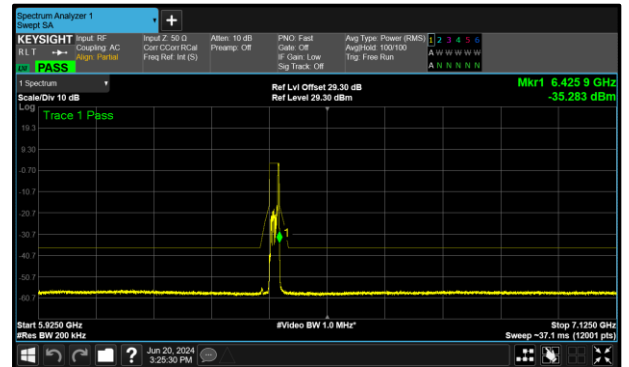 Spectrum Analyzer 1
Swept SA
+
KEYSIGHT Input: RF Input Z: 50 Ω Atten: 10 dB PNO: Fast Avg Type: Power (RMS) 1 2 3 4 5 6
RLT Coupling: AC Corr CCorr RCal Preamp: Off Gate: Off Avg|Hold: 100/100 A W W W W W
Align: Partial Freq Ref: Int (S) IF Gain: Low Trig: Free Run
PASS Sig Track: Off A N N N N N
1 Spectrum Ref Lvl Offset 29.30 dB Mkr1 6.425 9 GHz
Scale/Div 10 dB Ref Level 29.30 dBm -35.283 dBm
Log
Trace 1 Pass
19.3
9.30
-0.70
-10.7
-20.7
1
-30.7
-40.7
-50.7
-60.7
Start 5.9250 GHz #Video BW 1.0 MHz* Stop 7.1250 GHz
#Res BW 200 kHz Sweep ~37.1 ms (12001 pts)
? Jun 20, 2024
3:25:30 PM